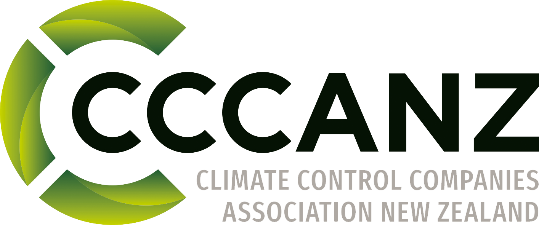 CCCANZ
CLIMATE CONTROL COMPANIES
ASSOCIATION NEW ZEALAND